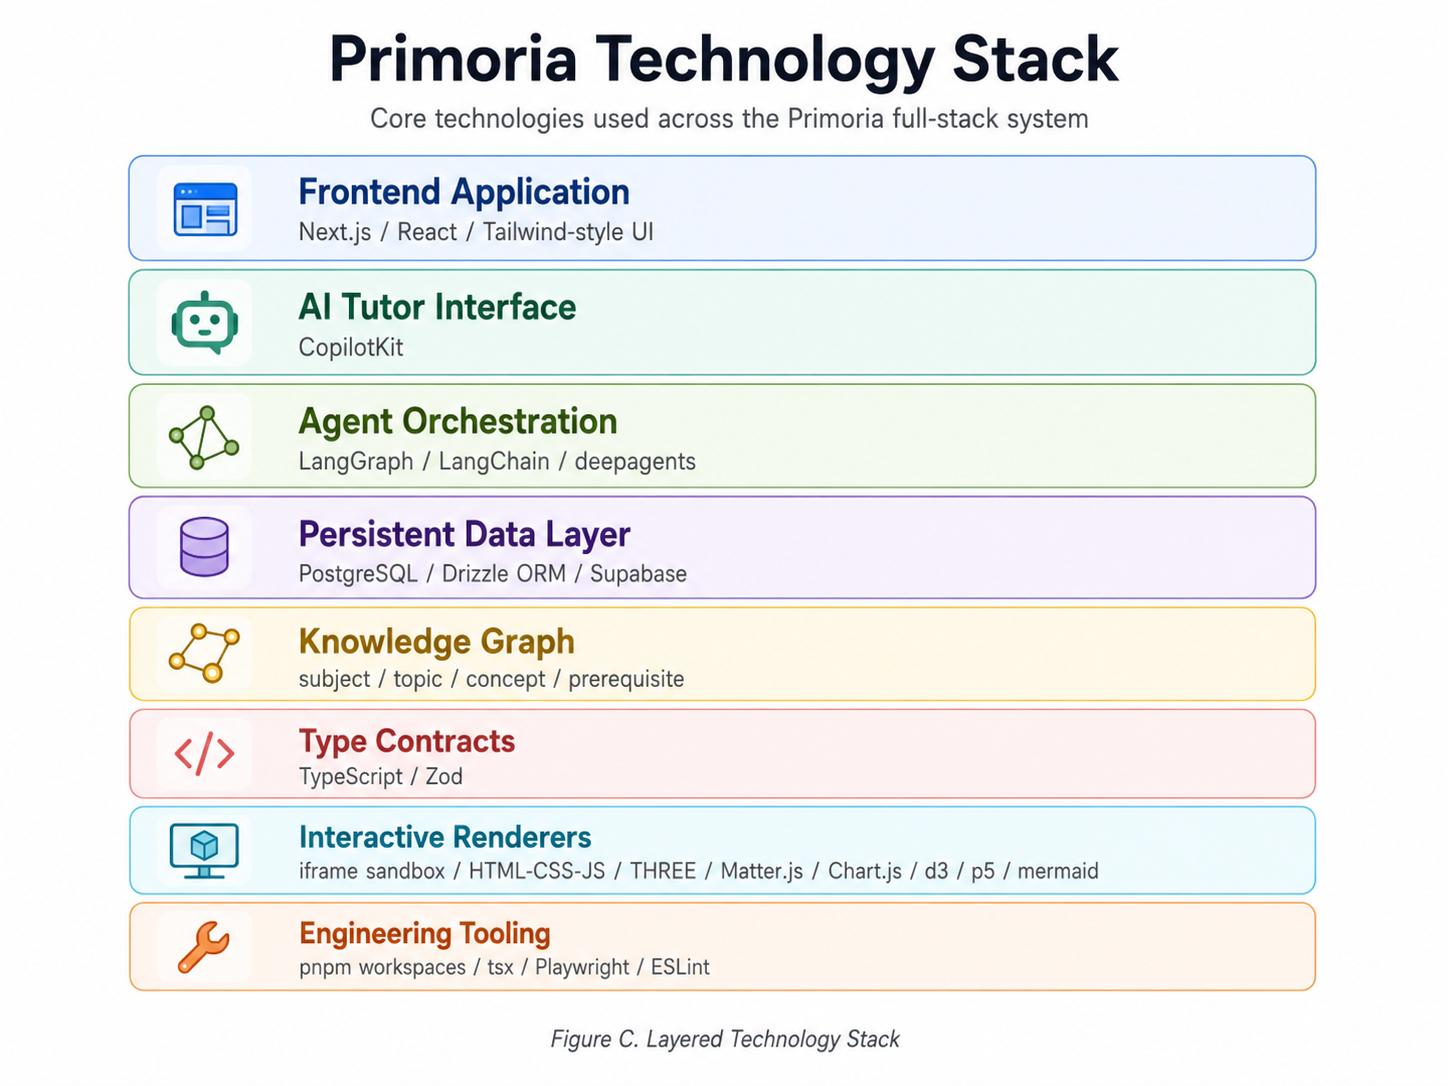 Primoria Technology Stack
Core technologies used across the Primoria full-stack system
Frontend Application
Next.js / React / Tailwind-style UI
AI Tutor Interface
CopilotKit
Agent Orchestration
LangGraph / LangChain / deepagents
Persistent Data Layer
PostgreSQL / Drizzle ORM / Supabase
Knowledge Graph
subject / topic / concept / prerequisite
Type Contracts
TypeScript / Zod
Interactive Renderers
iframe sandbox / HTML-CSS-JS / THREE / Matter.js / Chart.js / d3 / p5 / mermaid
Engineering Tooling
pnpm workspaces / tsx / Playwright / ESLint
Figure C. Layered Technology Stack